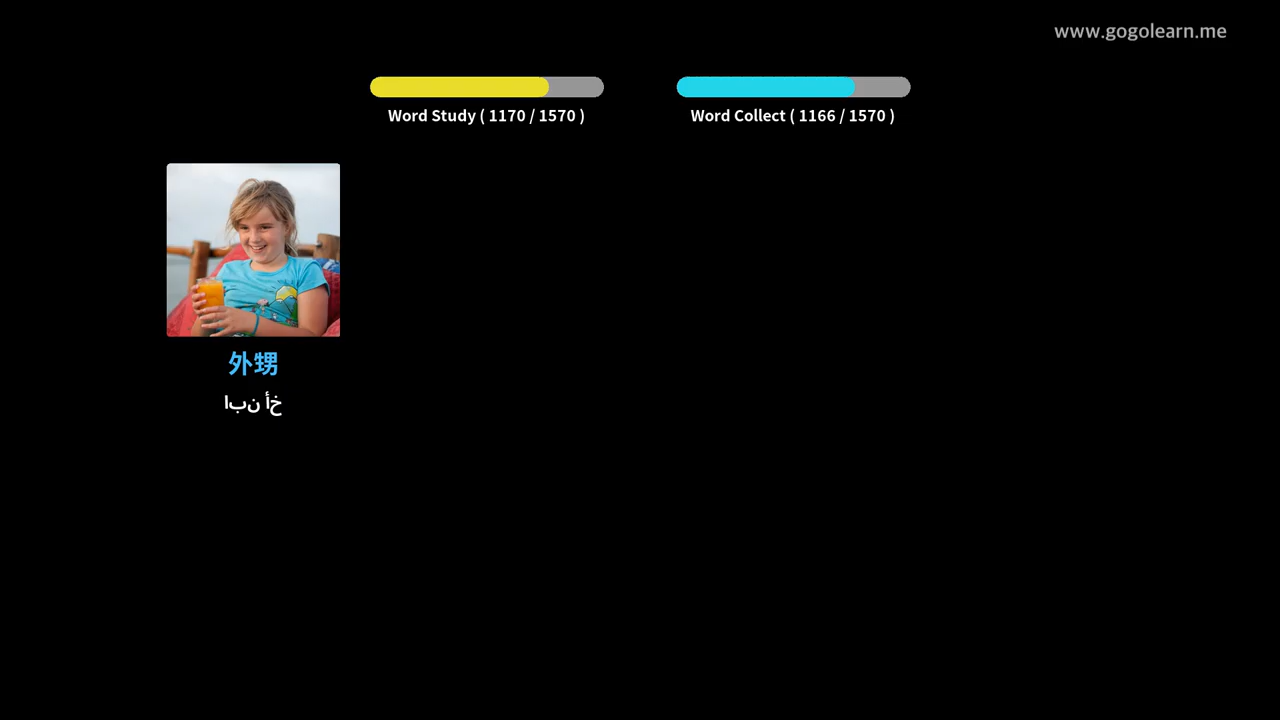 www.gogolearn.me
Word Study ( 1170 / 1570 )
Word Collect ( 1166 / 1570 )
外甥
ابن أخ